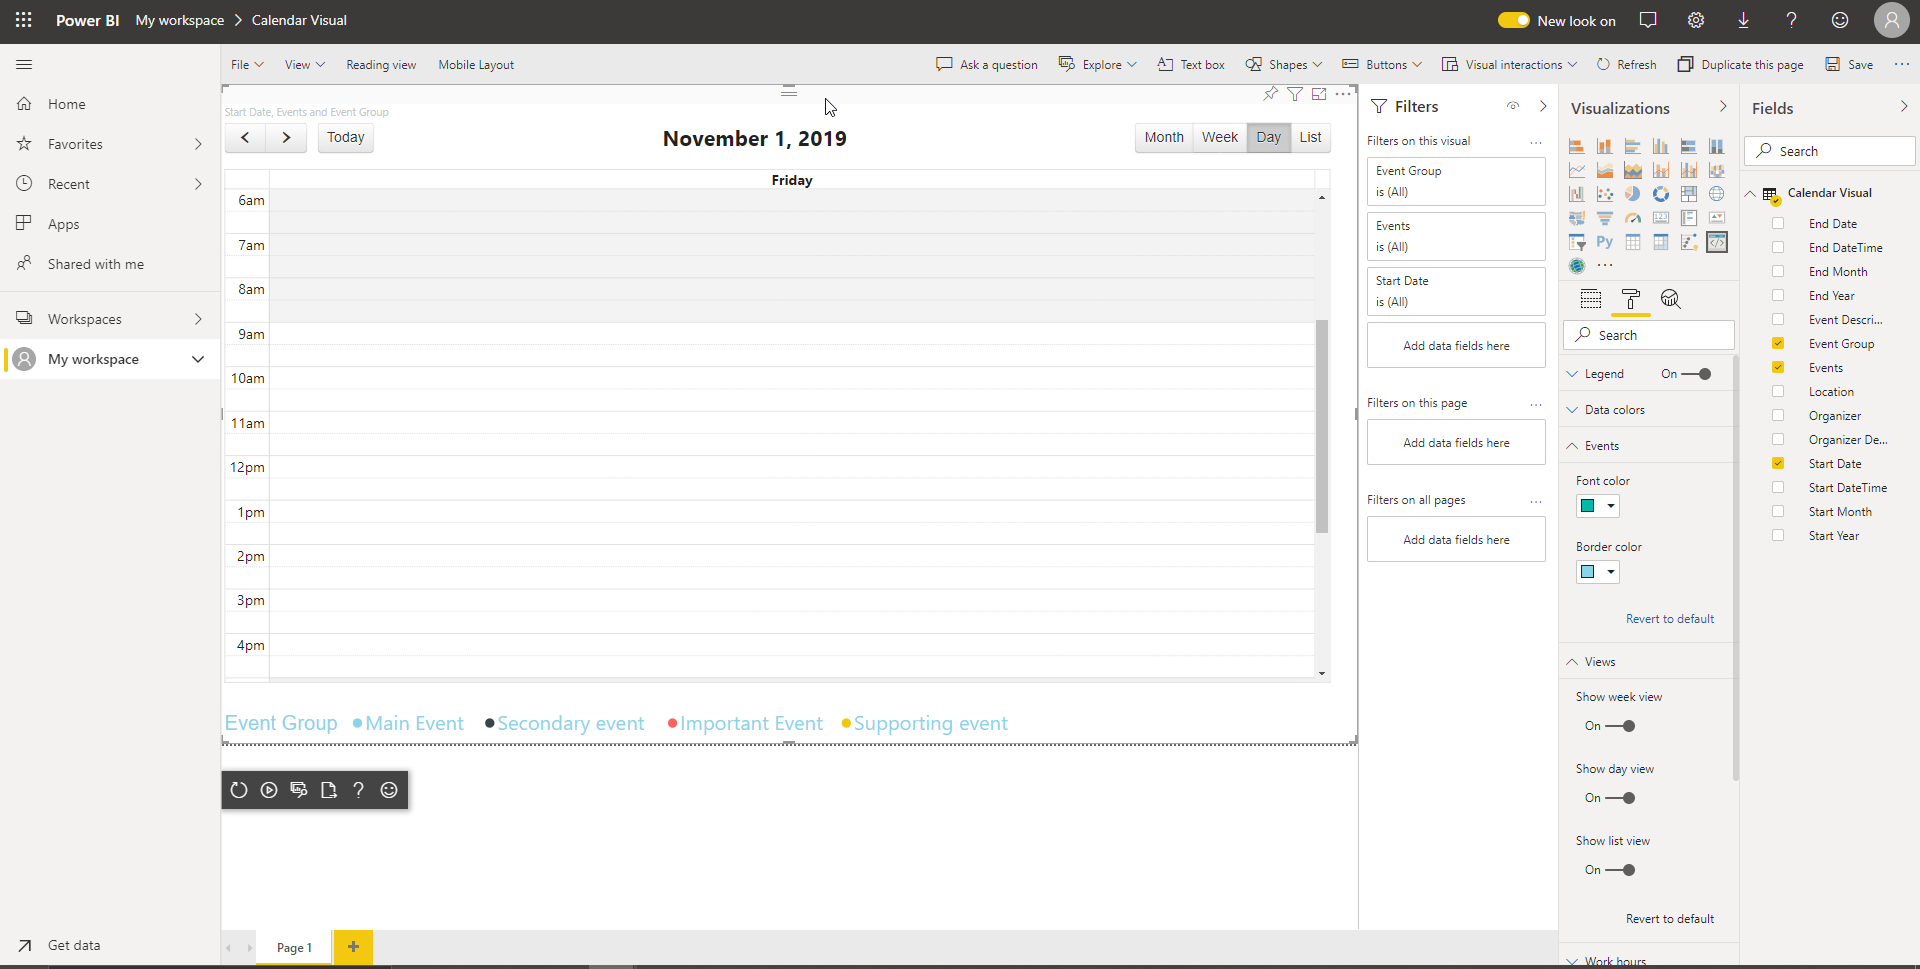 Power BI My workspace Calendar Visual New look on
File View Reading view Mobile Layout Ask a question Explore Text box Shapes Buttons Visual interactions Refresh Duplicate this page Save
Home
Favorites
Recent
Apps
Shared with me
Workspaces
My workspace
Get data
Start Date, Events and Event Group
Today
November 1, 2019
Month Week Day List
Friday
6am
7am
8am
9am
10am
11am
12pm
1pm
2pm
3pm
4pm
Event Group Main Event Secondary event Important Event Supporting event
Page 1
Filters
Filters on this visual
Event Group
is (All)
Events
is (All)
Start Date
is (All)
Add data fields here
Filters on this page
Add data fields here
Filters on all pages
Add data fields here
Visualizations
Py
Search
Legend On
Data colors
Events
Font color
Border color
Revert to default
Views
Show week view
On
Show day view
On
Show list view
On
Revert to default
Work hours
Fields
Search
Calendar Visual
End Date
End DateTime
End Month
End Year
Event Descri...
Event Group
Events
Location
Organizer
Organizer De...
Start Date
Start DateTime
Start Month
Start Year